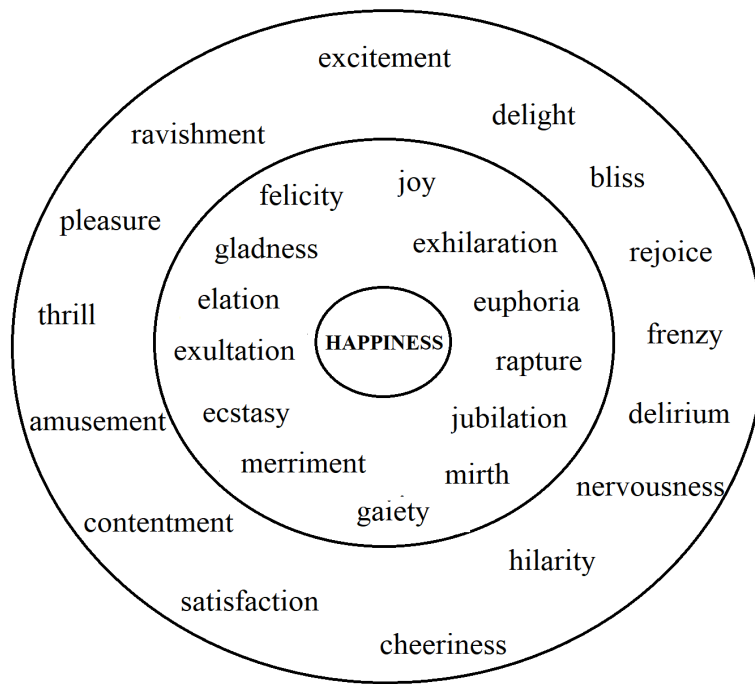 excitement
delight
ravishment
bliss
joy
felicity
pleasure
exhilaration
gladness
rejoice
elation
euphoria
thrill
frenzy
HAPPINESS
exultation
rapture
ecstasy
delirium
amusement
jubilation
merriment
mirth
nervousness
gaiety
contentment
hilarity
satisfaction
cheeriness